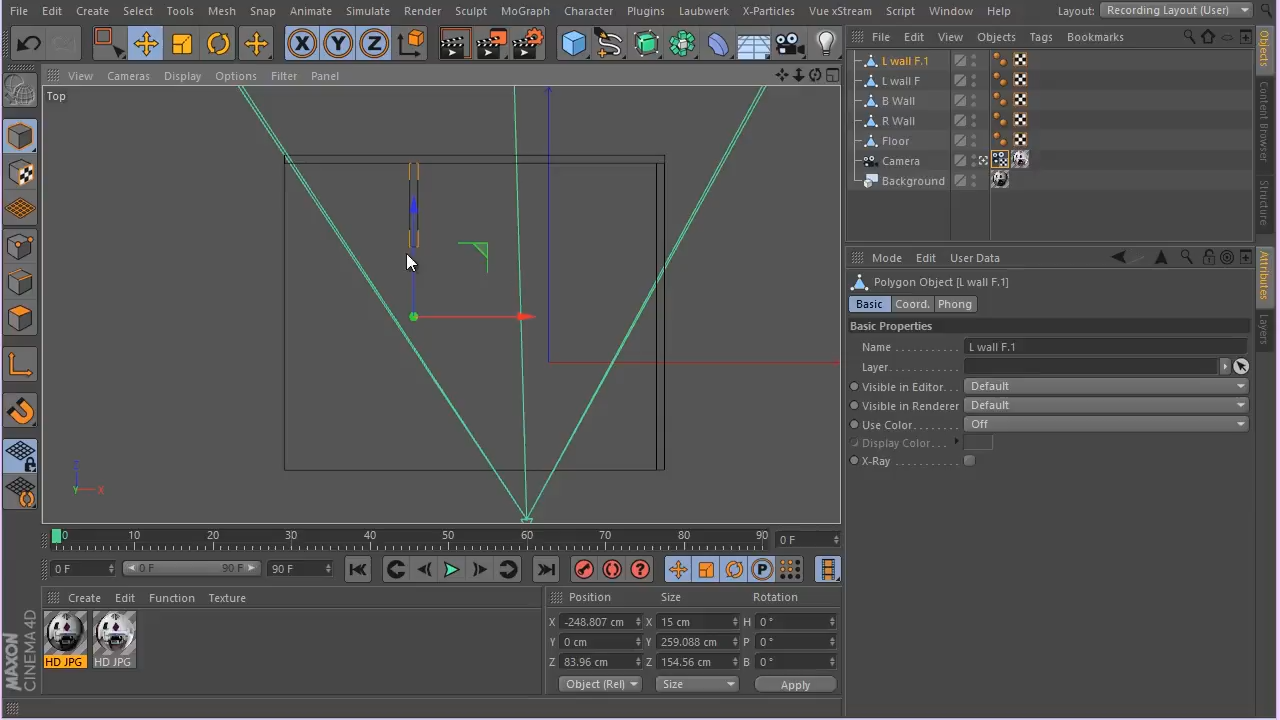 File Edit Create Select Tools Mesh Snap Animate Simulate Render Sculpt MoGraph Character Plugins Laubwerk X-Particles Vue xStream Script Window Help Layout: Recording Layout (User)
File Edit View Objects Tags Bookmarks
View Cameras Display Options Filter Panel
Top
L wall F.1
L wall F
B Wall
R Wall
Floor
Camera
Background
Objects
Content Browser
Structure
Mode Edit User Data
Polygon Object [L wall F.1]
Basic Coord. Phong
Basic Properties
Name L wall F.1
Layer
Visible in Editor Default
Visible in Renderer Default
Use Color Off
Display Color
X-Ray
Attributes
Layers
Z
Y X
0 10 20 30 40 50 60 70 80 90 0 F
0 F 0 F 90 F 90 F
Create Edit Function Texture
HD JPG HD JPG
Position Size Rotation
X -248.807 cm X 15 cm H 0 °
Y 0 cm Y 259.088 cm P 0 °
Z 83.96 cm Z 154.56 cm B 0 °
Object (Rel) Size Apply
MAXON
CINEMA 4D